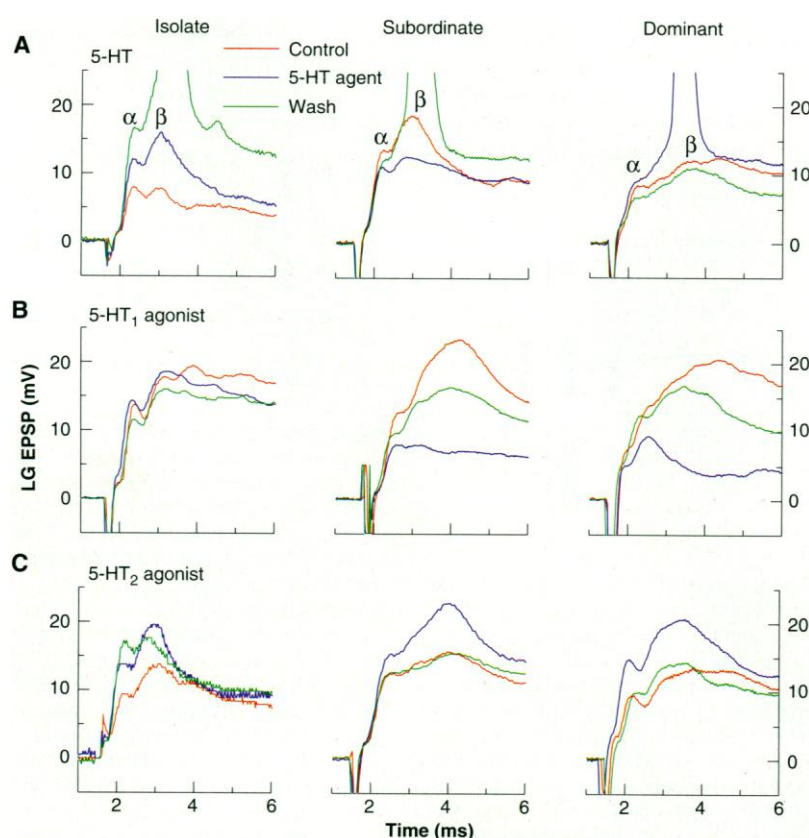 Isolate Subordinate Dominant
A
5-HT
Control
5-HT agent
Wash
20
10
0
α β
α β
α β
20
10
0
B
5-HT1 agonist
LG EPSP (mV)
20
10
0
20
10
0
C
5-HT2 agonist
20
10
0
20
10
0
2 4 6 2 4 6 2 4 6
Time (ms)